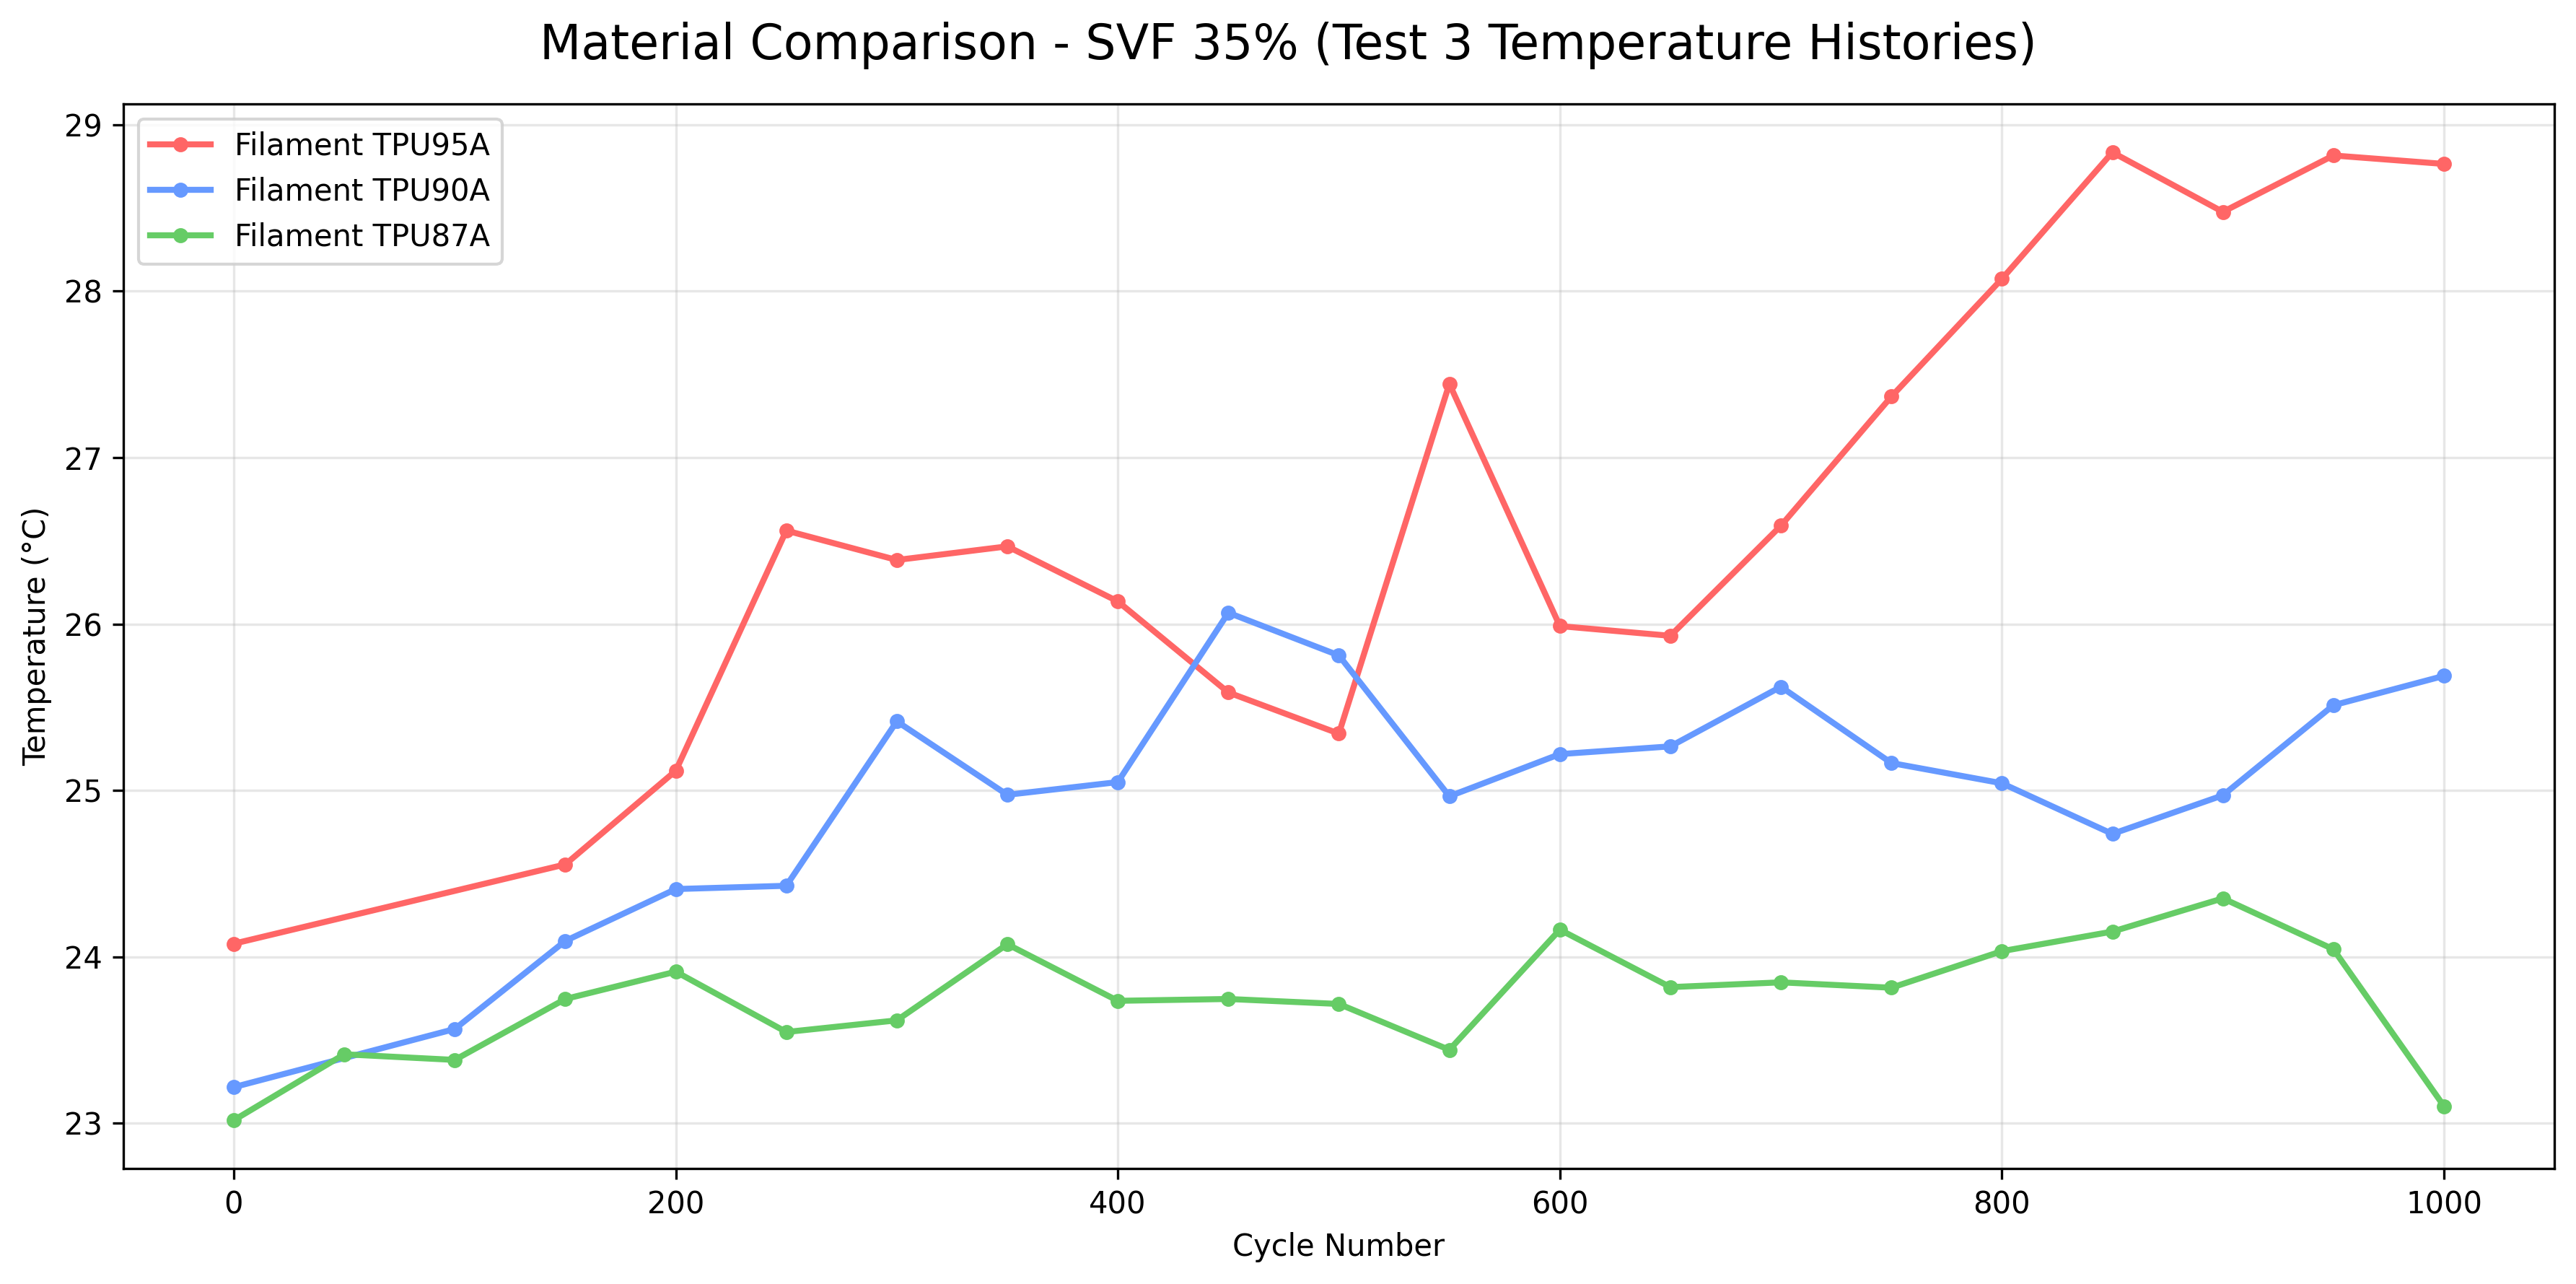 Material Comparison - SVF 35% (Test 3 Temperature Histories)
Filament TPU95A
Filament TPU90A
Filament TPU87A
29
28
27
26
25
24
23
Temperature (°C)
0 200 400 600 800 1000
Cycle Number